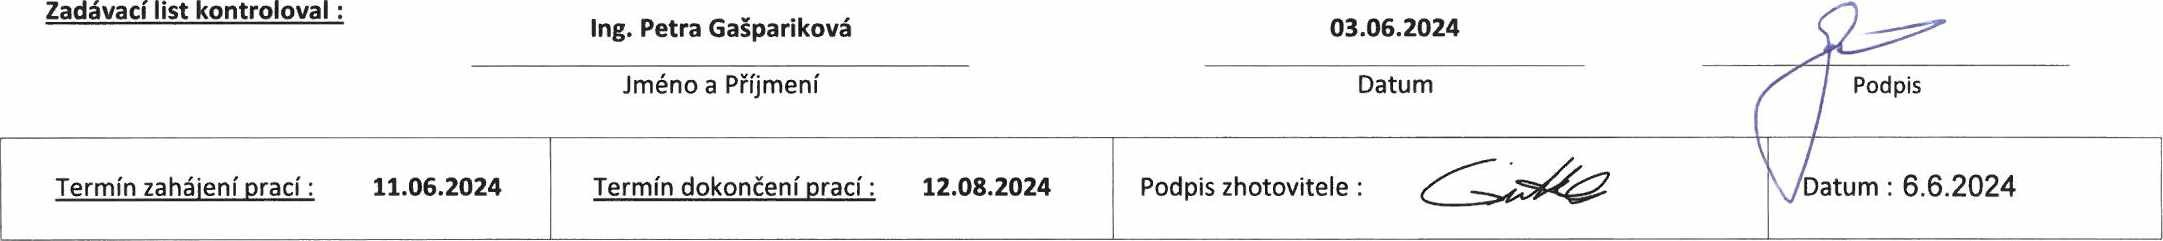 Zadávací list kontroloval :
Ing. Petra Gašpariková 03.06.2024
Jméno a Příjmení Datum Podpis
Termín zahájení prací : 11.06.2024 Termín dokončení prací : 12.08.2024 Podpis zhotovitele : Datum : 6.6.2024